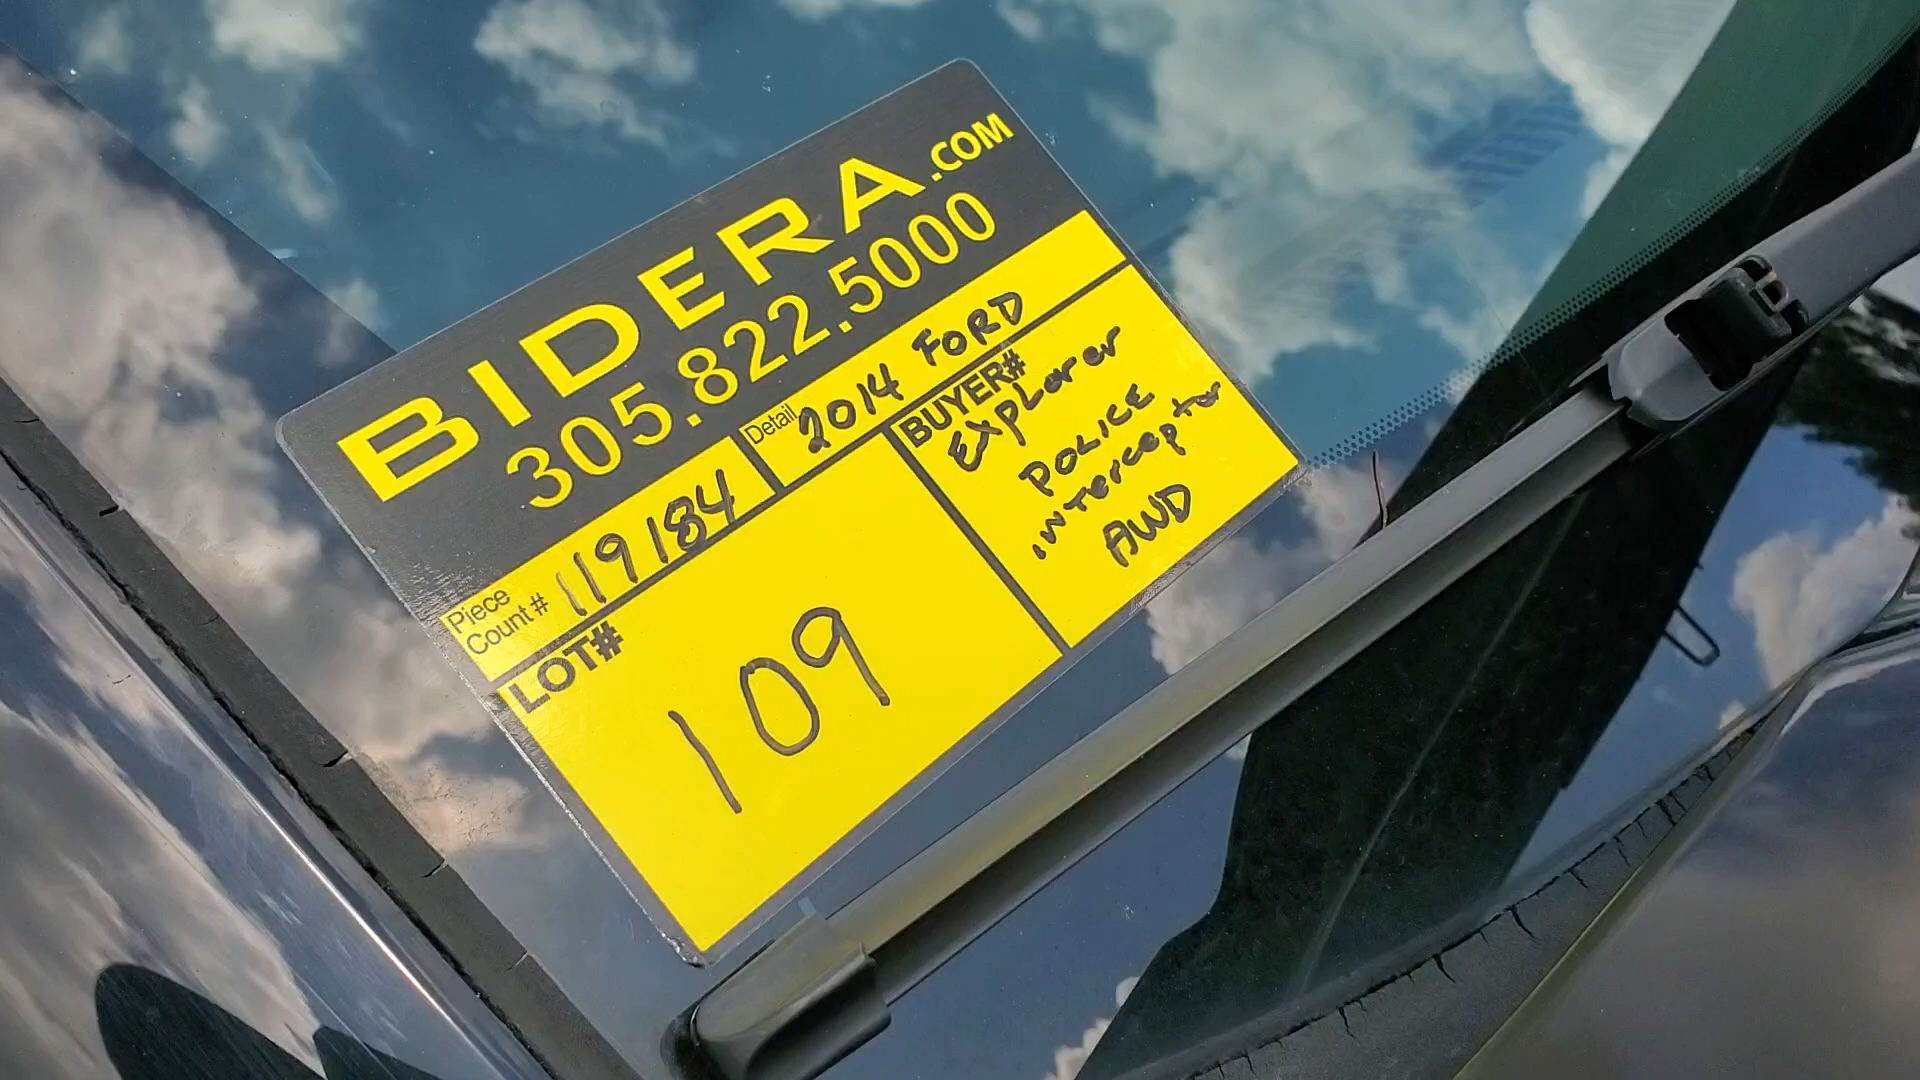 BIDERA.COM
305.822.5000
Piece Count # 119184
Detail 2014 FORD
LOT#
109
BUYER#
Explorer
POLICE
interceptor
AWD